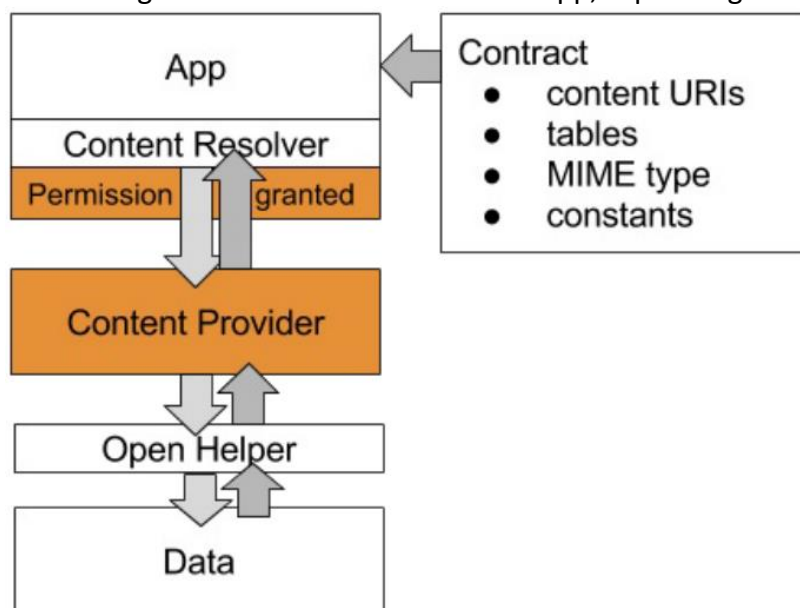 App
Content Resolver
Permission granted
Content Provider
Open Helper
Data
Contract
● content URIs
● tables
● MIME type
● constants